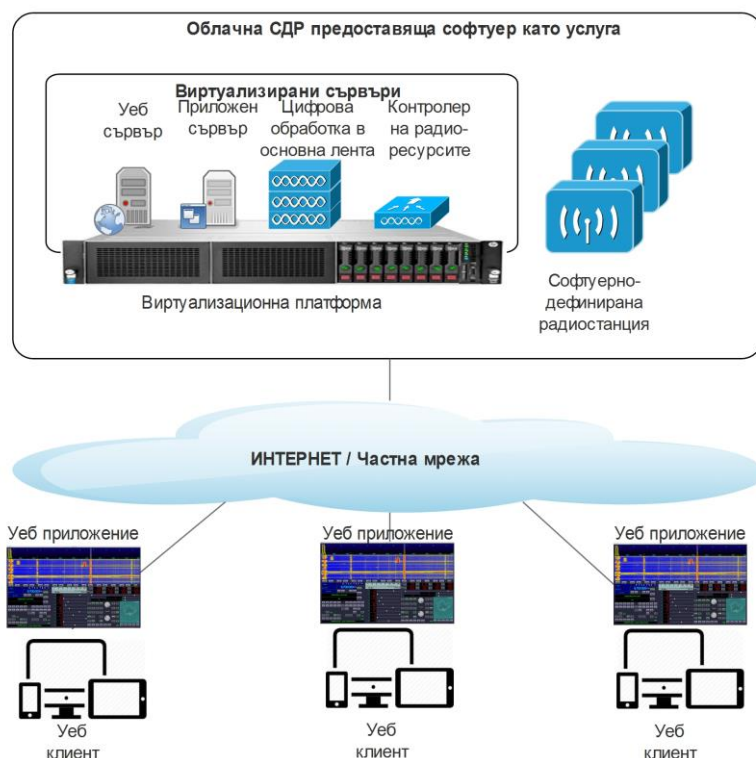 Облачна СДР предоставяща софтуер като услуга
Виртуализирани сървъри
Уеб
сървър
Приложен
сървър
Цифрова
обработка в
основна лента
Контролер
на радио-
ресурсите
Виртуализационна платформа
Софтуерно-
дефинирана
радиостанция
ИНТЕРНЕТ / Частна мрежа
Уеб приложение
Уеб приложение
Уеб приложение
Уеб
клиент
Уеб
клиент
Уеб
клиент